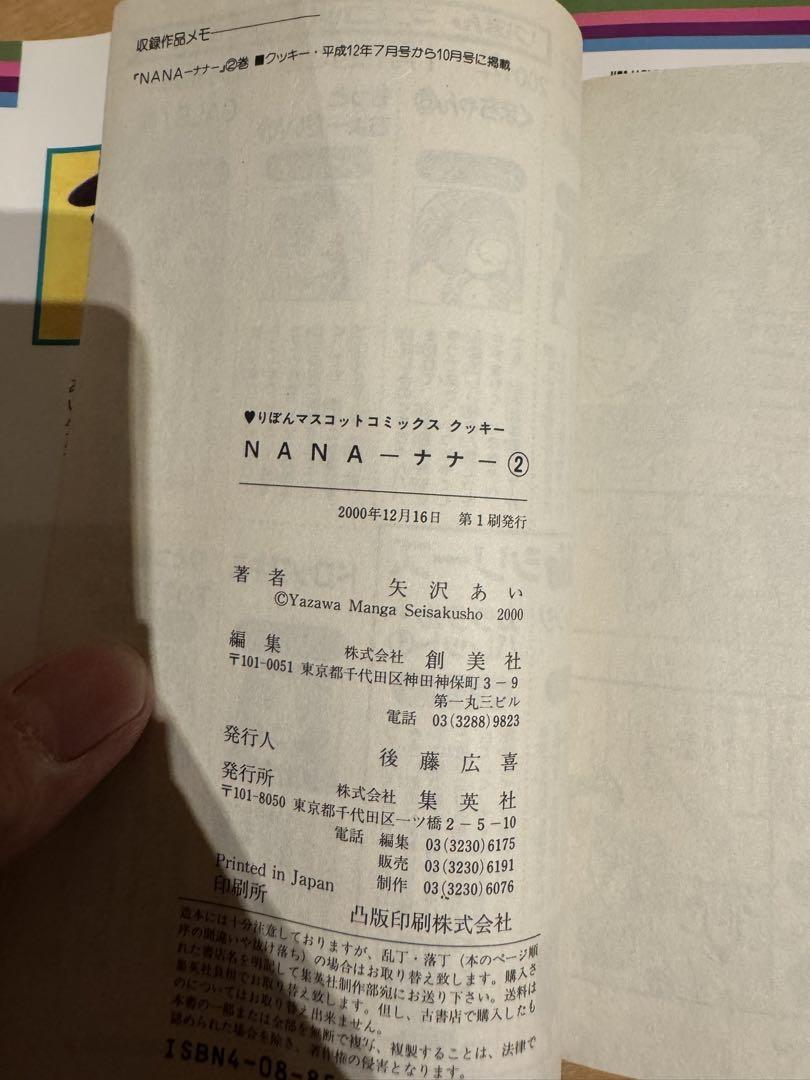 収録作品メモ
『NANA―ナナ―』②巻 ■クッキー・平成12年7月号から10月号に掲載
♥りぼんマスコットコミックス クッキー
NANA―ナナ―②
2000年12月16日 第1刷発行
著者 矢沢あい
©Yazawa Manga Seisakusho 2000
編集 株式会社 創美社
〒101-0051 東京都千代田区神田神保町3-9
第一丸三ビル
電話 03(3288)9823
発行人 後藤広喜
発行所 株式会社 集英社
〒101-8050 東京都千代田区一ツ橋2-5-10
電話 編集 03(3230)6175
販売 03(3230)6191
制作 03(3230)6076
Printed in Japan
印刷所 凸版印刷株式会社
造本には十分注意しておりますが、乱丁・落丁(本のページ順
序の間違いや抜け落ち)の場合はお取り替え致します。購入さ
れた書店名を明記して集英社制作部宛にお送り下さい。送料は
集英社負担でお取り替え致します。但し、古書店で購入したも
のについてはお取り替え出来ません。
本書の一部または全部を無断で複写、複製することは、法律で
認められた場合を除き、著作権の侵害となります。
ISBN4-08-85